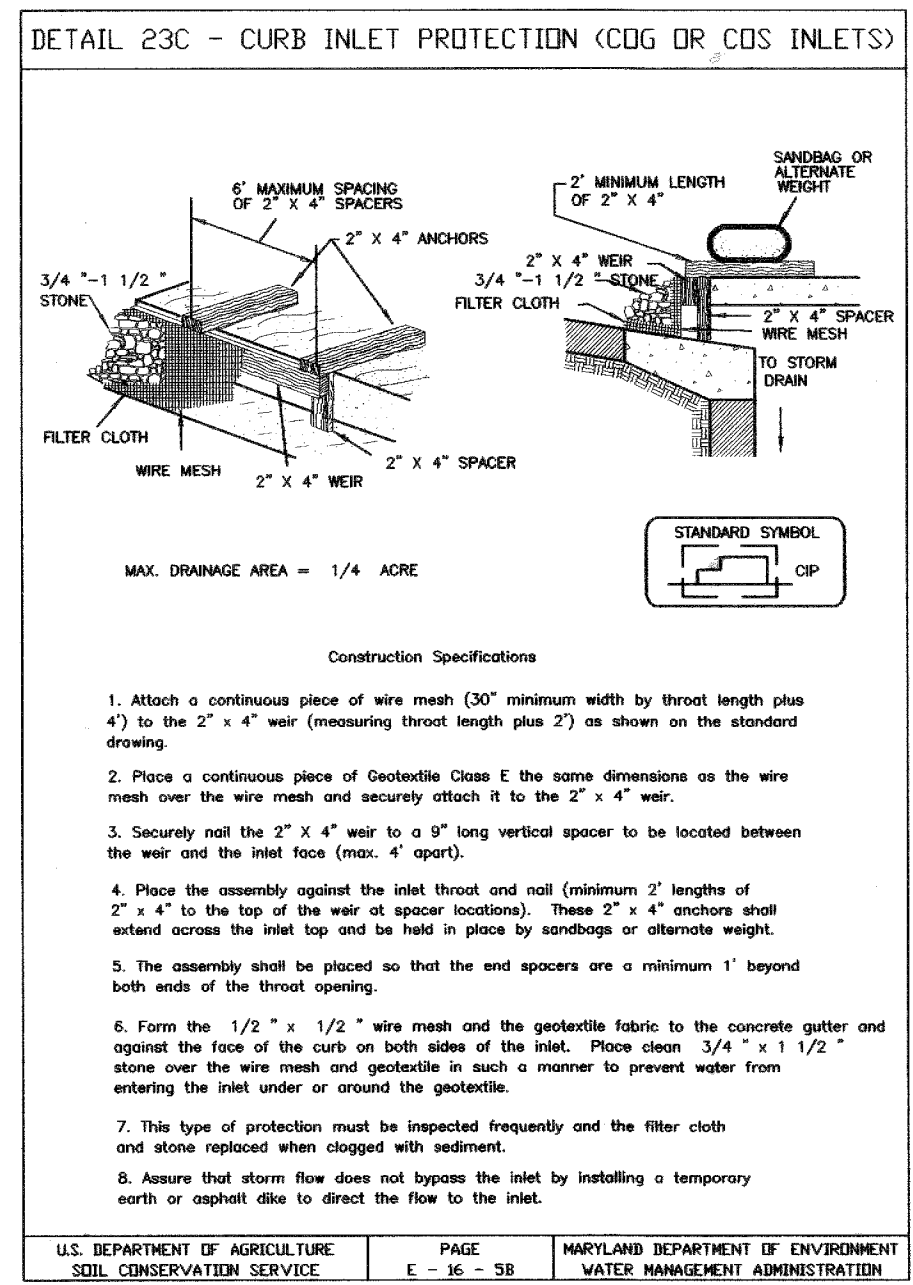 DETAIL 23C - CURB INLET PROTECTION (COG OR COS INLETS)
6' MAXIMUM SPACING
OF 2" X 4" SPACERS
2" X 4" ANCHORS
3/4 "-1 1/2 "
STONE
FILTER CLOTH
WIRE MESH
2" X 4" WEIR
2" X 4" SPACER
SANDBAG OR
ALTERNATE
WEIGHT
2' MINIMUM LENGTH
OF 2" X 4"
2" X 4" WEIR
3/4 "-1 1/2 "STONE
FILTER CLOTH
2" X 4" SPACER
WIRE MESH
TO STORM
DRAIN
MAX. DRAINAGE AREA = 1/4 ACRE
STANDARD SYMBOL
CIP
Construction Specifications
1. Attach a continuous piece of wire mesh (30" minimum width by throat length plus
4') to the 2" x 4" weir (measuring throat length plus 2') as shown on the standard
drawing.
2. Place a continuous piece of Geotextile Class E the same dimensions as the wire
mesh over the wire mesh and securely attach it to the 2" x 4" weir.
3. Securely nail the 2" X 4" weir to a 9" long vertical spacer to be located between
the weir and the inlet face (max. 4' apart).
4. Place the assembly against the inlet throat and nail (minimum 2' lengths of
2" x 4" to the top of the weir at spacer locations). These 2" x 4" anchors shall
extend across the inlet top and be held in place by sandbags or alternate weight.
5. The assembly shall be placed so that the end spacers are a minimum 1' beyond
both ends of the throat opening.
6. Form the 1/2 " x 1/2 " wire mesh and the geotextile fabric to the concrete gutter and
against the face of the curb on both sides of the inlet. Place clean 3/4 " x 1 1/2 "
stone over the wire mesh and geotextile in such a manner to prevent water from
entering the inlet under or around the geotextile.
7. This type of protection must be inspected frequently and the filter cloth
and stone replaced when clogged with sediment.
8. Assure that storm flow does not bypass the inlet by installing a temporary
earth or asphalt dike to direct the flow to the inlet.
U.S. DEPARTMENT OF AGRICULTURE
SOIL CONSERVATION SERVICE
PAGE
E - 16 - 5B
MARYLAND DEPARTMENT OF ENVIRONMENT
WATER MANAGEMENT ADMINISTRATION